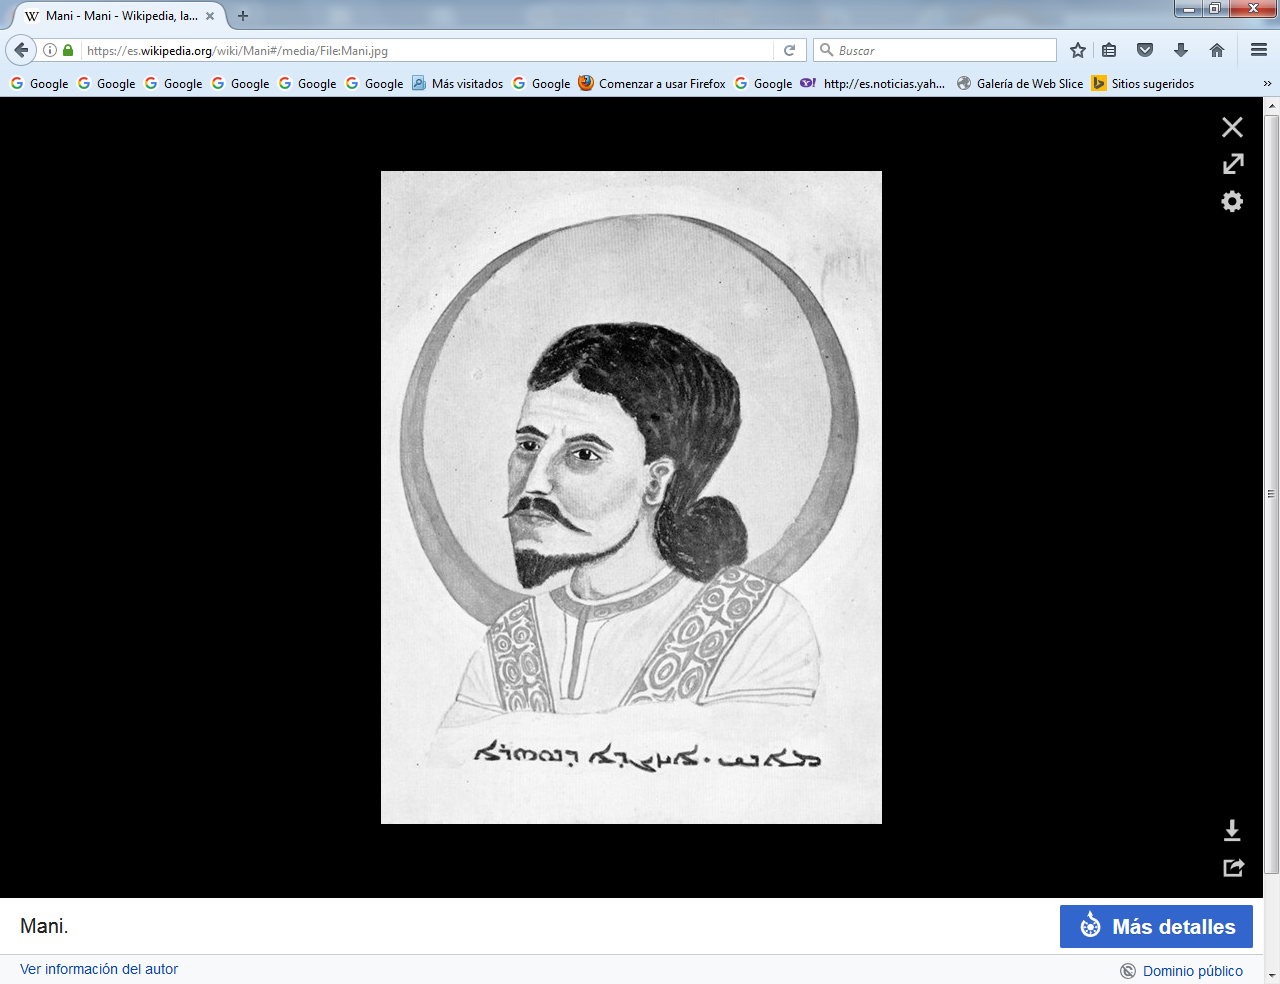 Mani - Mani - Wikipedia, la...
https://es.wikipedia.org/wiki/Mani#/media/File:Mani.jpg
Buscar
Google Google Google Google Google Google Más visitados Google Comenzar a usar Firefox Google http://es.noticias.yah... Galería de Web Slice Sitios sugeridos
Mani.
Más detalles
Ver información del autor
Dominio público